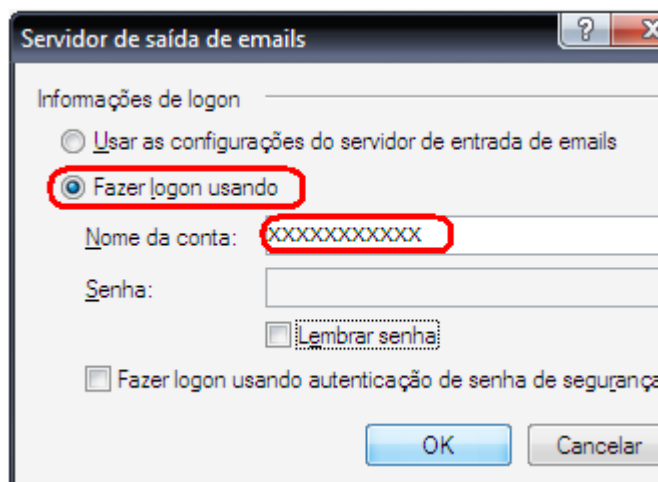 Servidor de saída de emails
Informações de logon
Usar as configurações do servidor de entrada de emails
Fazer logon usando
Nome da conta: XXXXXXXXXXX
Senha:
Lembrar senha
Fazer logon usando autenticação de senha de segurança
OK Cancelar